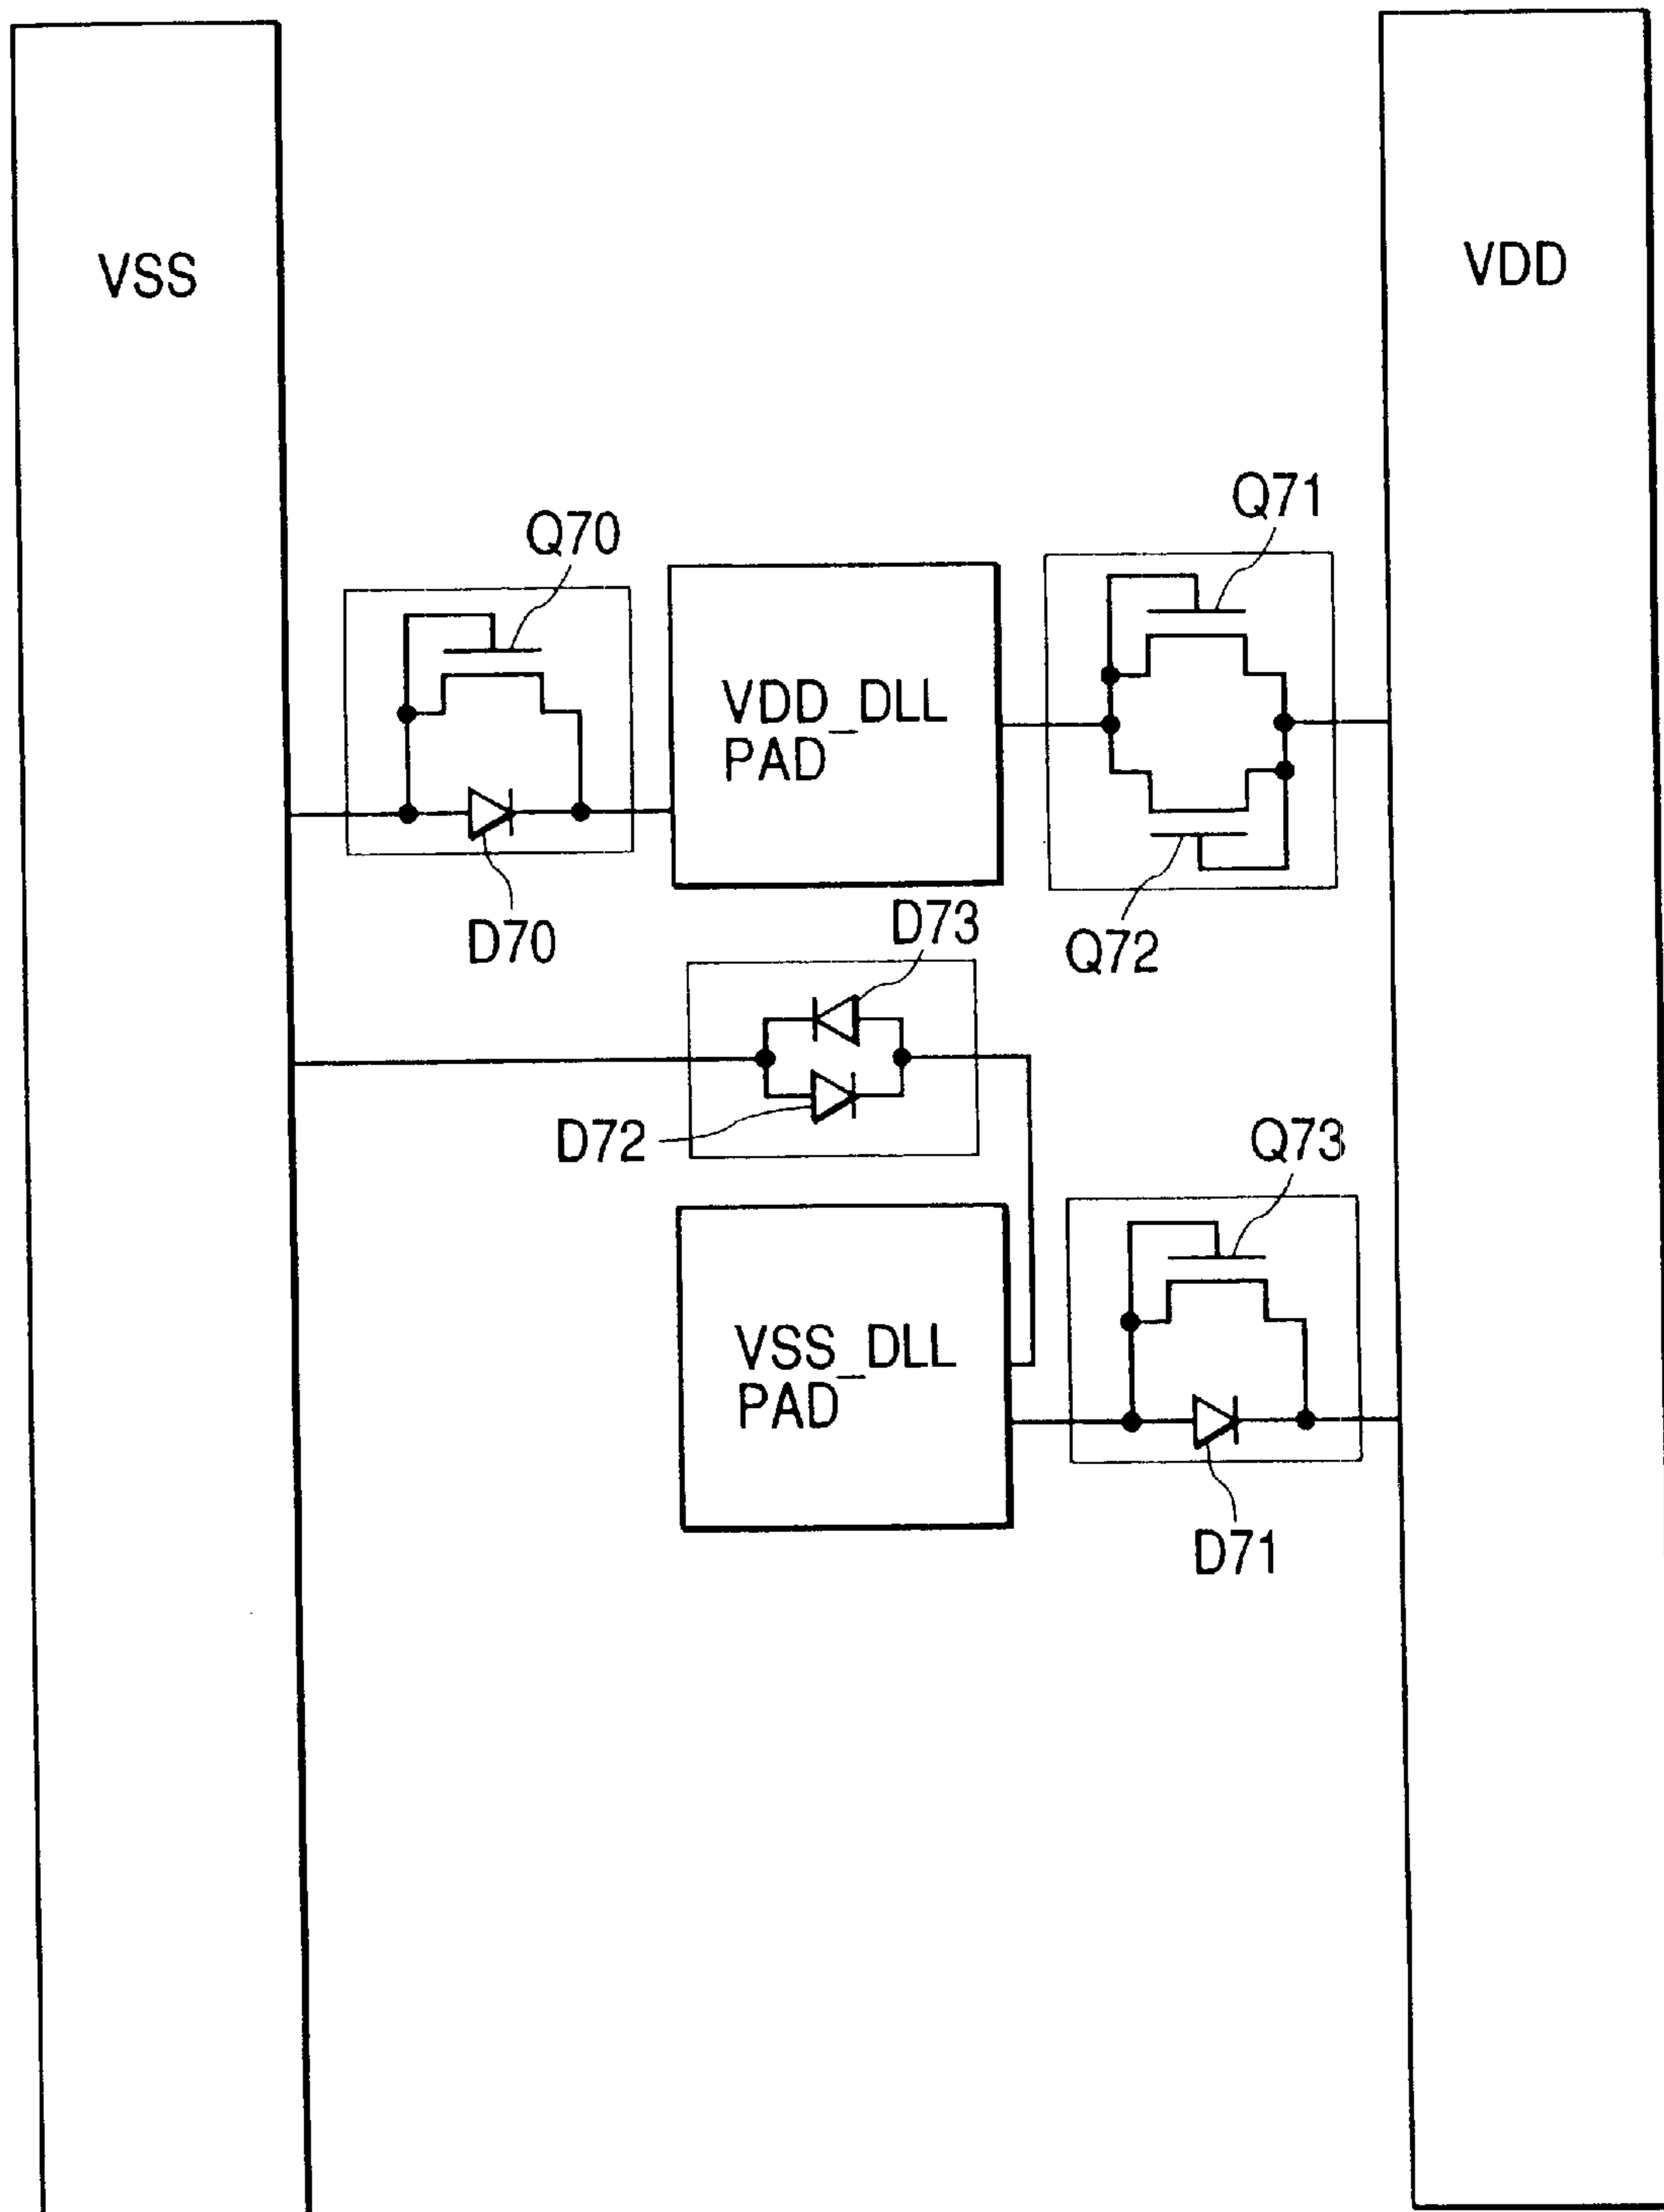 VSS
VDD
Q71
Q70
VDD_DLL
PAD
D70
D73
Q72
D72
Q73
VSS_DLL
PAD
D71